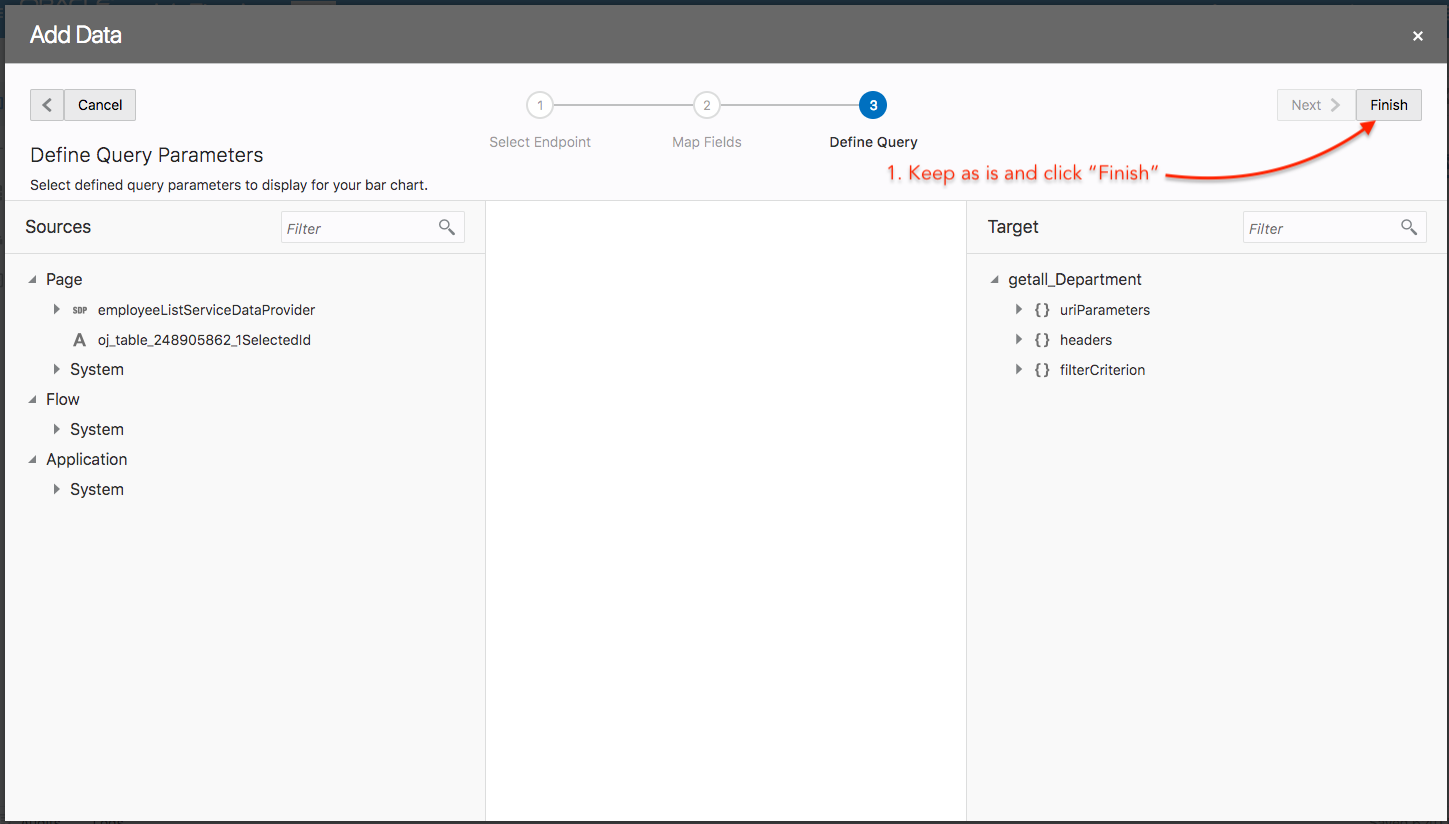 Add Data
×
Cancel
1
2
3
Next
Finish
Select Endpoint
Map Fields
Define Query
Define Query Parameters
1. Keep as is and click “Finish”
Select defined query parameters to display for your bar chart.
Sources
Filter
Target
Filter
Page
SDP employeeListServiceDataProvider
A oj_table_248905862_1SelectedId
System
Flow
System
Application
System
getall_Department
{ } uriParameters
{ } headers
{ } filterCriterion